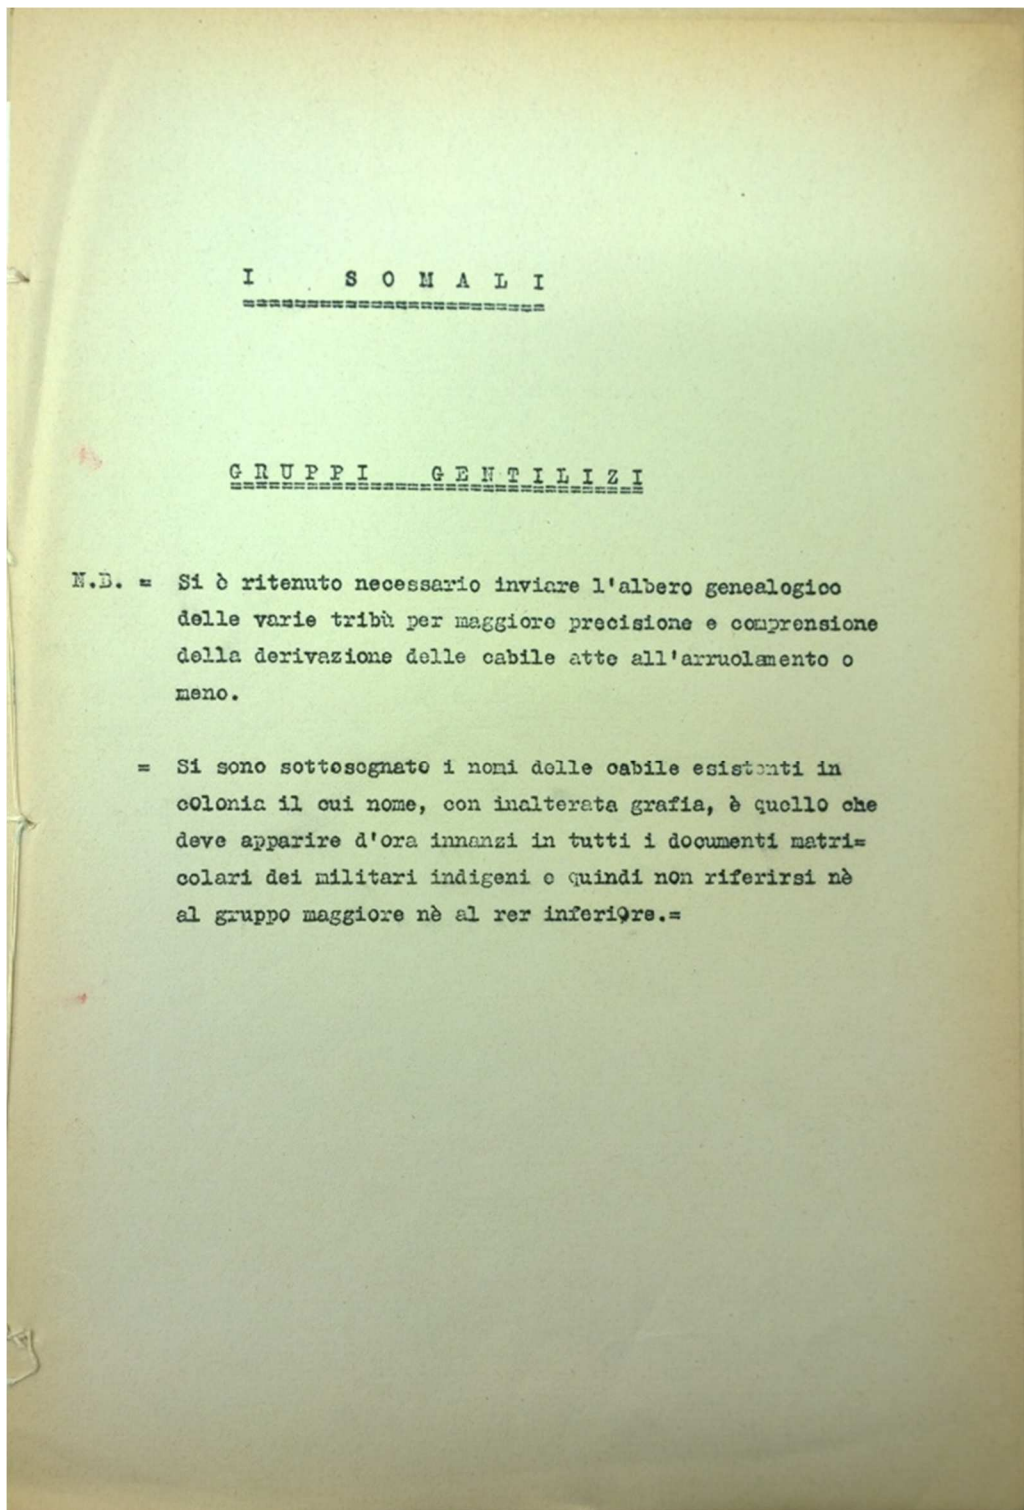 I SOMALI
GRUPPI GENTILIZI
N.B. = Si è ritenuto necessario inviare l'albero genealogico
delle varie tribù per maggiore precisione e comprensione
della derivazione delle cabile atte all'arruolamento o
meno.
= Si sono sottosegnate i nomi delle cabile esistenti in
colonia il cui nome, con inalterata grafia, è quello che
deve apparire d'ora innanzi in tutti i documenti matri=
colari dei militari indigeni e quindi non riferirsi nè
al gruppo maggiore nè al rer inferiore.=